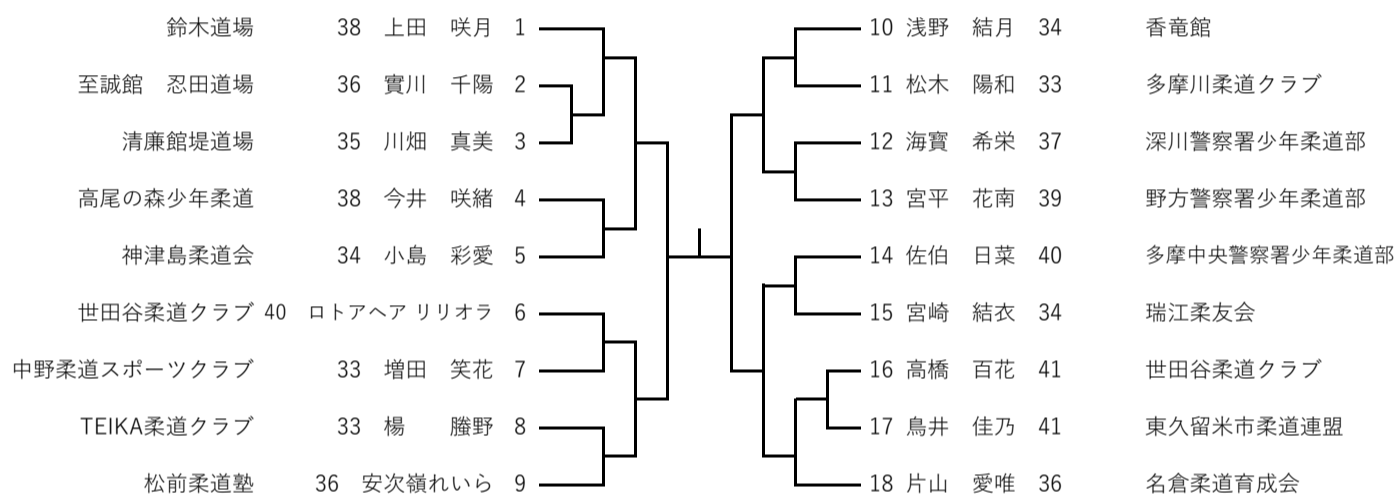 鈴木道場 38 上田 咲月 1
至誠館 忍田道場 36 實川 千陽 2
清廉館堤道場 35 川畑 真美 3
高尾の森少年柔道 38 今井 咲緒 4
神津島柔道会 34 小島 彩愛 5
世田谷柔道クラブ 40 ロトアヘア リリオラ 6
中野柔道スポーツクラブ 33 増田 笑花 7
TEIKA柔道クラブ 33 楊 塍野 8
松前柔道塾 36 安次嶺れいら 9
10 浅野 結月 34 香竜館
11 松木 陽和 33 多摩川柔道クラブ
12 海寳 希栄 37 深川警察署少年柔道部
13 宮平 花南 39 野方警察署少年柔道部
14 佐伯 日菜 40 多摩中央警察署少年柔道部
15 宮崎 結衣 34 瑞江柔友会
16 高橋 百花 41 世田谷柔道クラブ
17 鳥井 佳乃 41 東久留米市柔道連盟
18 片山 愛唯 36 名倉柔道育成会